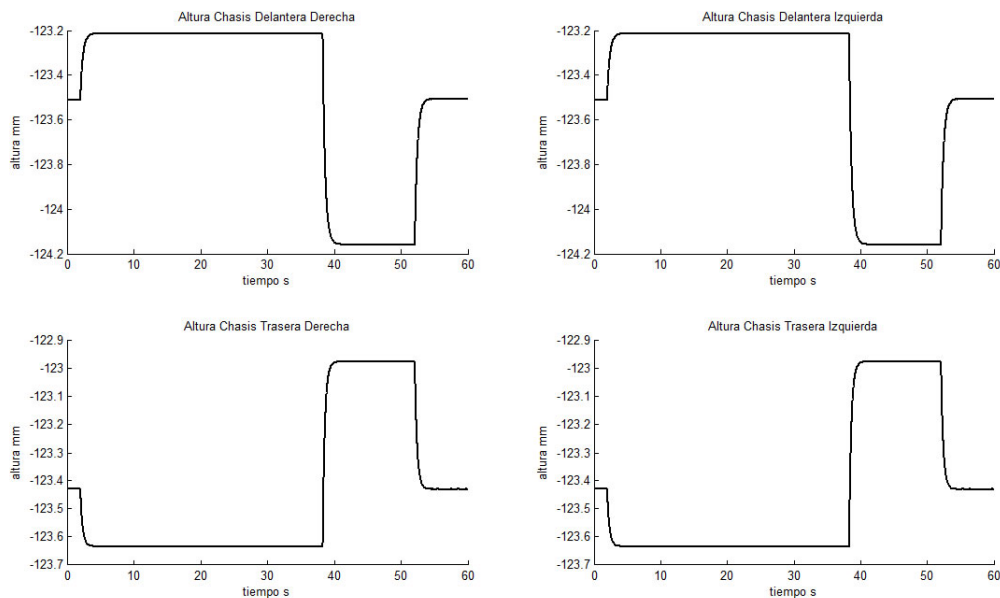 Altura Chasis Delantera Derecha
-123.2
-123.4
-123.6
-123.8
-124
-124.2
altura mm
0 10 20 30 40 50 60
tiempo s
Altura Chasis Delantera Izquierda
-123.2
-123.4
-123.6
-123.8
-124
-124.2
altura mm
0 10 20 30 40 50 60
tiempo s
Altura Chasis Trasera Derecha
-122.9
-123
-123.1
-123.2
-123.3
-123.4
-123.5
-123.6
-123.7
altura mm
0 10 20 30 40 50 60
tiempo s
Altura Chasis Trasera Izquierda
-122.9
-123
-123.1
-123.2
-123.3
-123.4
-123.5
-123.6
-123.7
altura mm
0 10 20 30 40 50 60
tiempo s